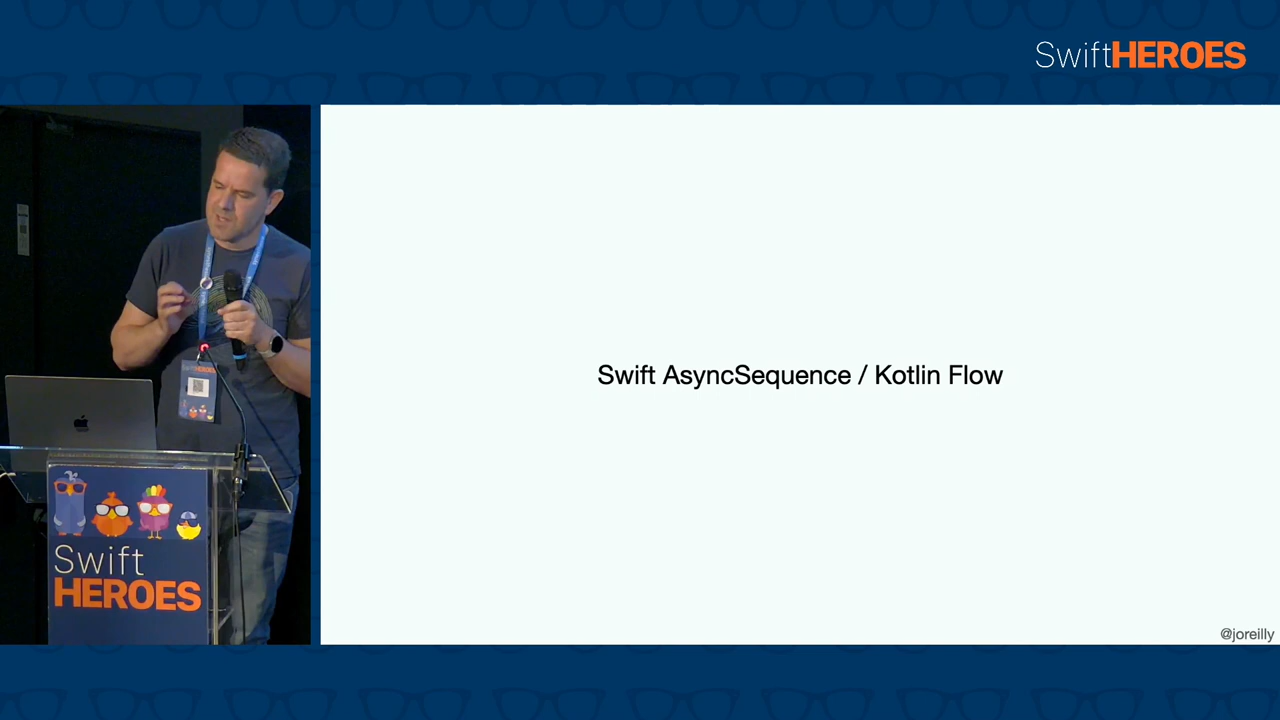 SwiftHEROES
Swift AsyncSequence / Kotlin Flow
@joreilly
Swift
HEROES